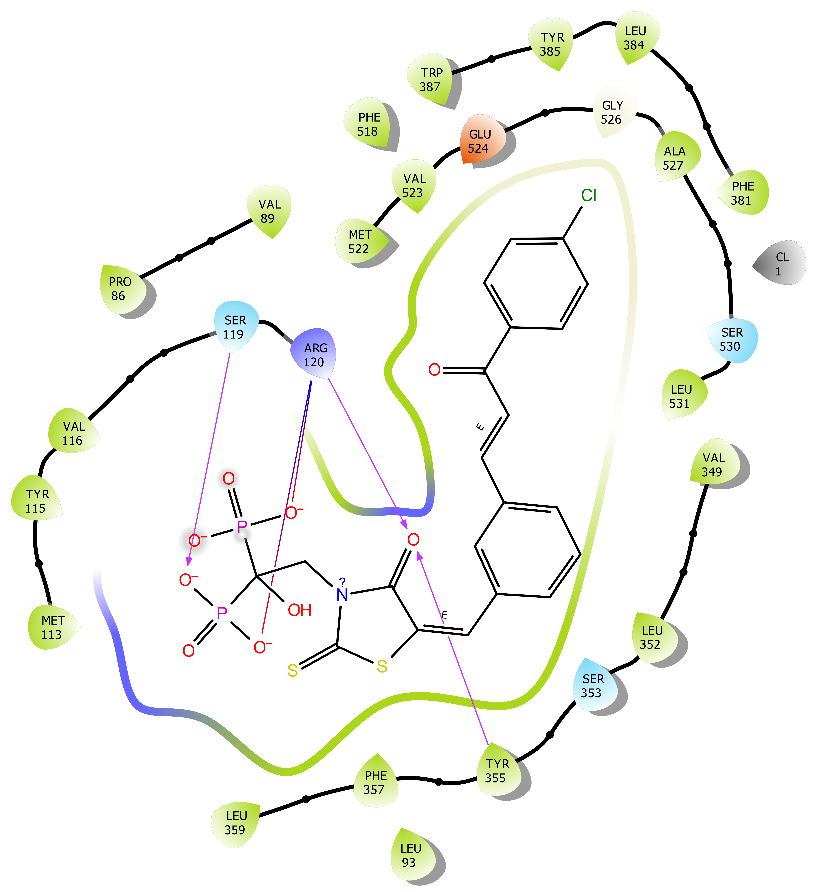 LEU
384
TYR
385
TRP
387
GLY
526
PHE
518
GLU
524
ALA
527
VAL
523
PHE
381
Cl
VAL
89
MET
522
CL
1
PRO
86
SER
119
SER
530
ARG
120
O
LEU
531
VAL
116
E
VAL
349
O
TYR
115
P
O−
O−
O
O−
N
?
P
OH
E
MET
113
O
O−
S
S
LEU
352
SER
353
TYR
355
PHE
357
LEU
359
LEU
93